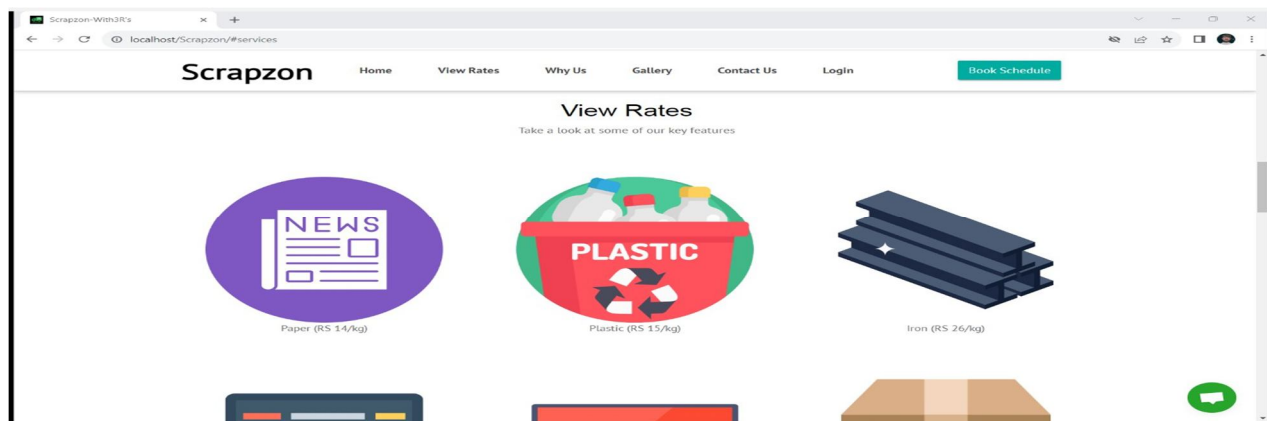 Scrapzon-With3R's
localhost/Scrapzon/#services
Scrapzon Home View Rates Why Us Gallery Contact Us Login Book Schedule
View Rates
Take a look at some of our key features
NEWS
PLASTIC
Paper (RS 14/kg) Plastic (RS 15/kg) Iron (RS 26/kg)